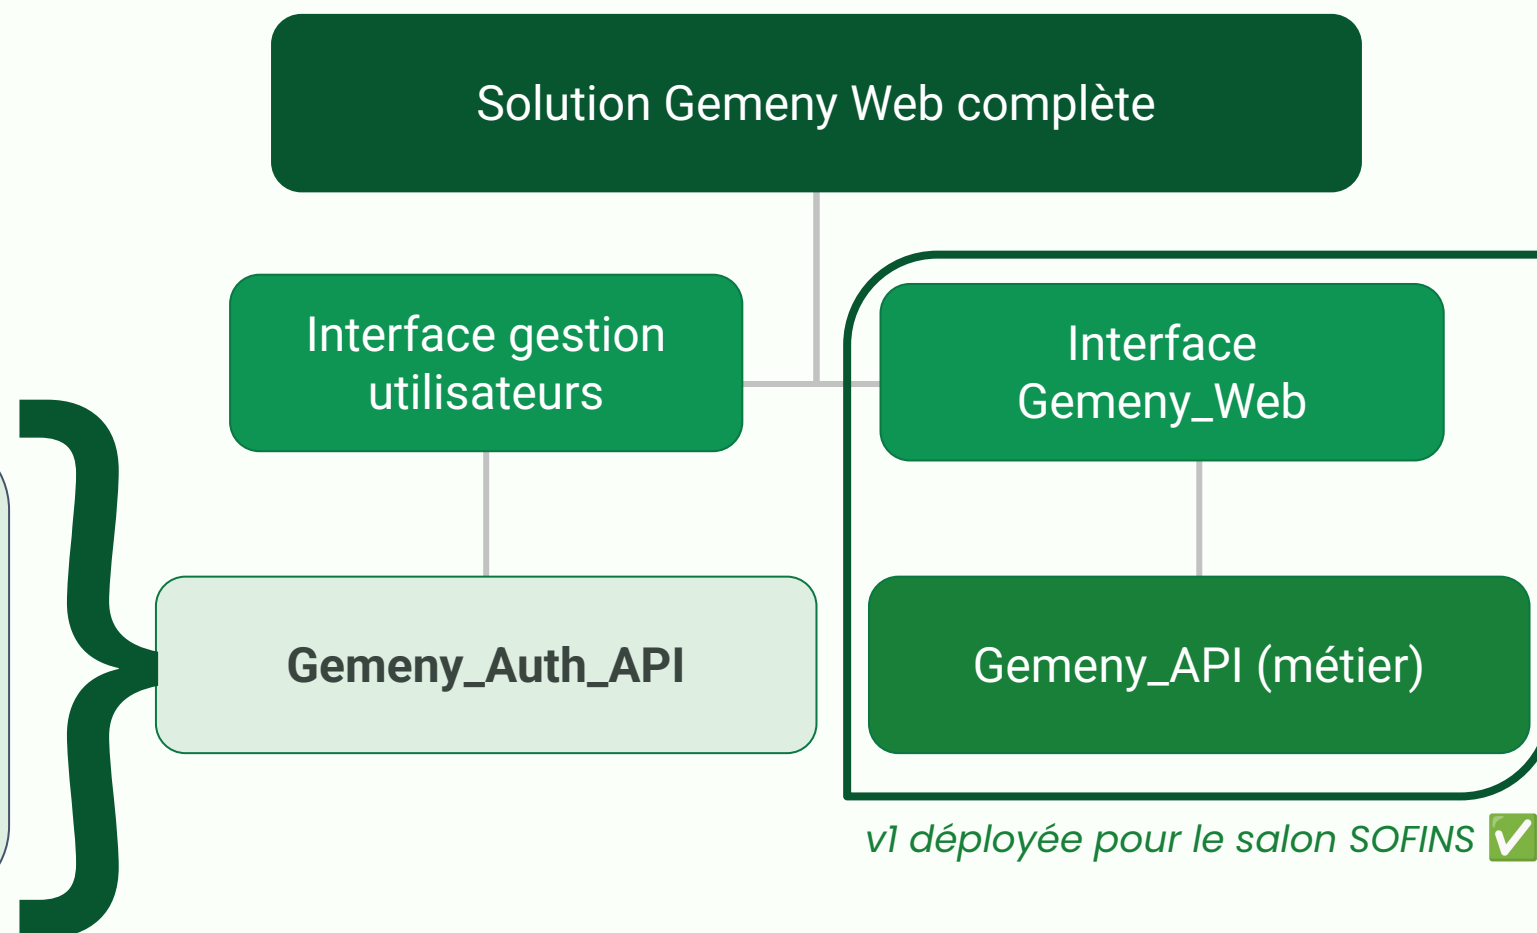 Solution Gemeny Web complète
Interface gestion
utilisateurs
Interface
Gemeny_Web
Gemeny_Auth_API
Gemeny_API (métier)
v1 déployée pour le salon SOFINS ✅